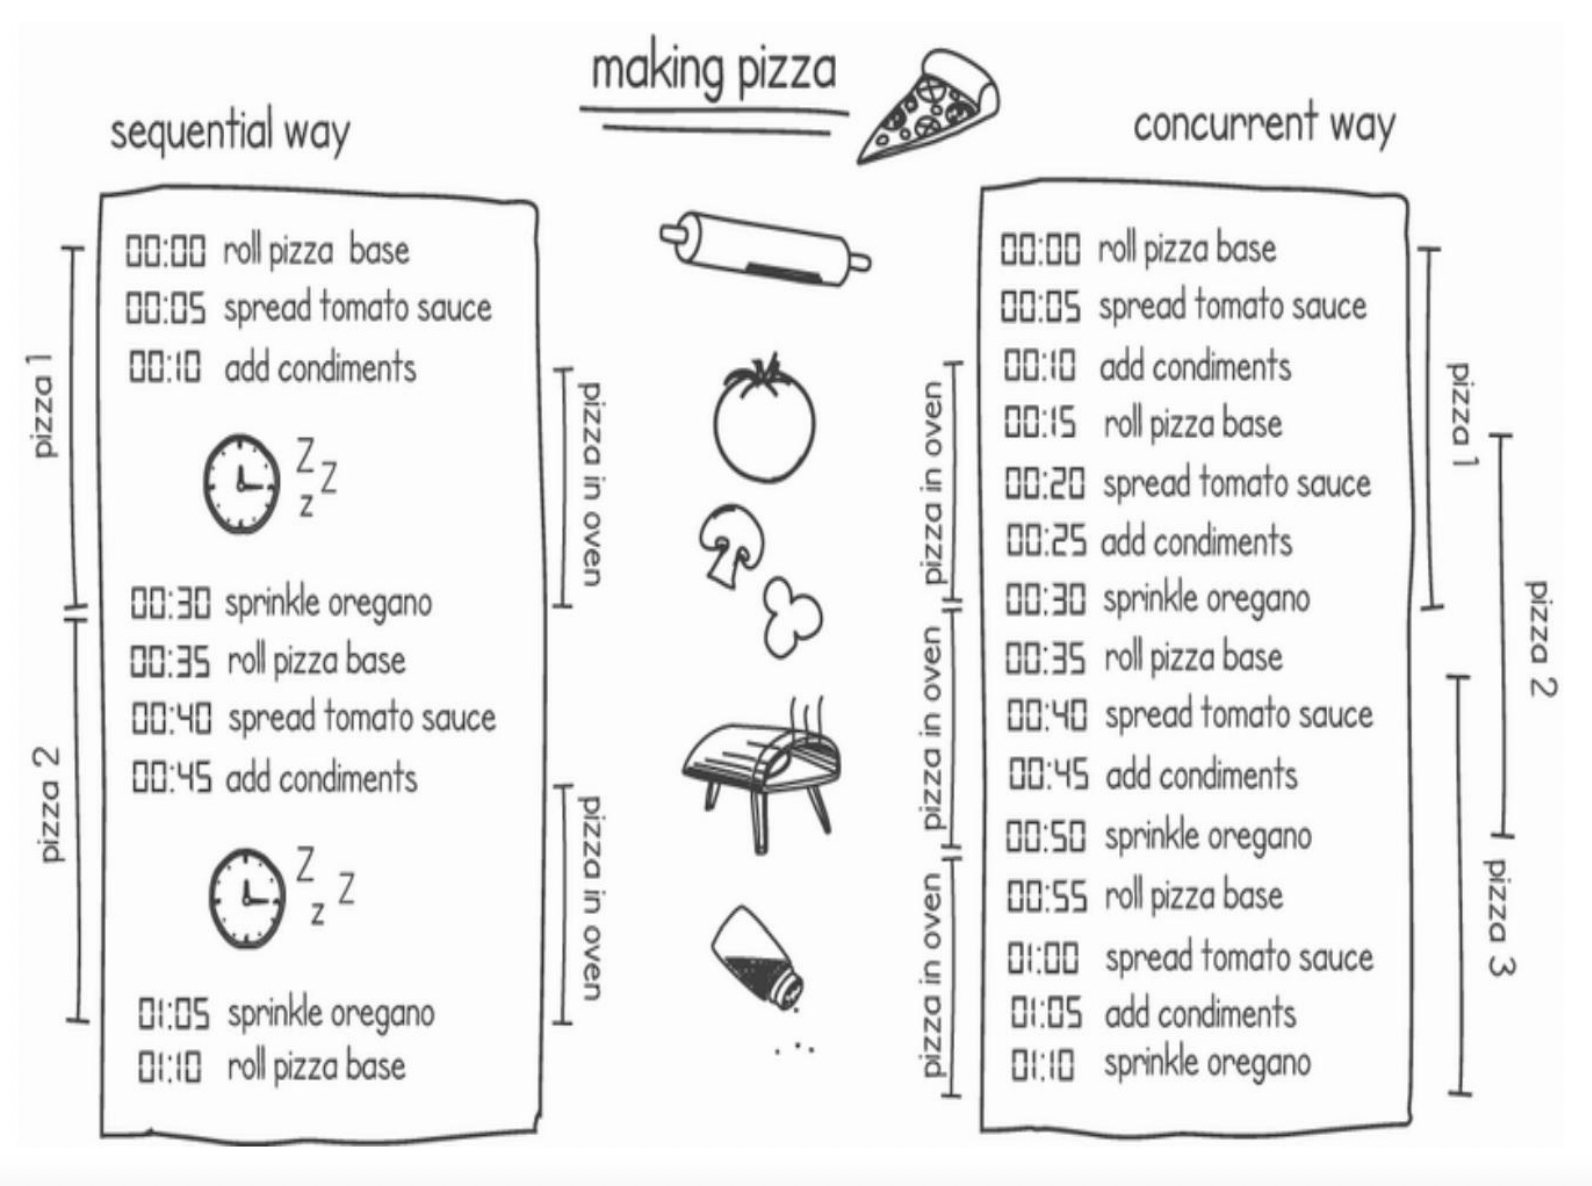 making pizza
sequential way
00:00 roll pizza base
00:05 spread tomato sauce
00:10 add condiments
Z Z z
00:30 sprinkle oregano
00:35 roll pizza base
00:40 spread tomato sauce
00:45 add condiments
Z Z z
01:05 sprinkle oregano
01:10 roll pizza base
pizza 1
pizza 2
pizza in oven
pizza in oven
concurrent way
00:00 roll pizza base
00:05 spread tomato sauce
00:10 add condiments
00:15 roll pizza base
00:20 spread tomato sauce
00:25 add condiments
00:30 sprinkle oregano
00:35 roll pizza base
00:40 spread tomato sauce
00:45 add condiments
00:50 sprinkle oregano
00:55 roll pizza base
01:00 spread tomato sauce
01:05 add condiments
01:10 sprinkle oregano
pizza in oven
pizza in oven
pizza in oven
pizza 1
pizza 2
pizza 3